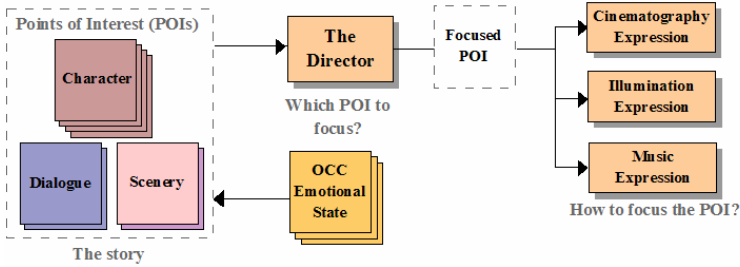 Points of Interest (POIs)
Character
Dialogue
Scenery
The story
The
Director
Which POI to
focus?
OCC
Emotional
State
Focused
POI
Cinematography
Expression
Illumination
Expression
Music
Expression
How to focus the POI?